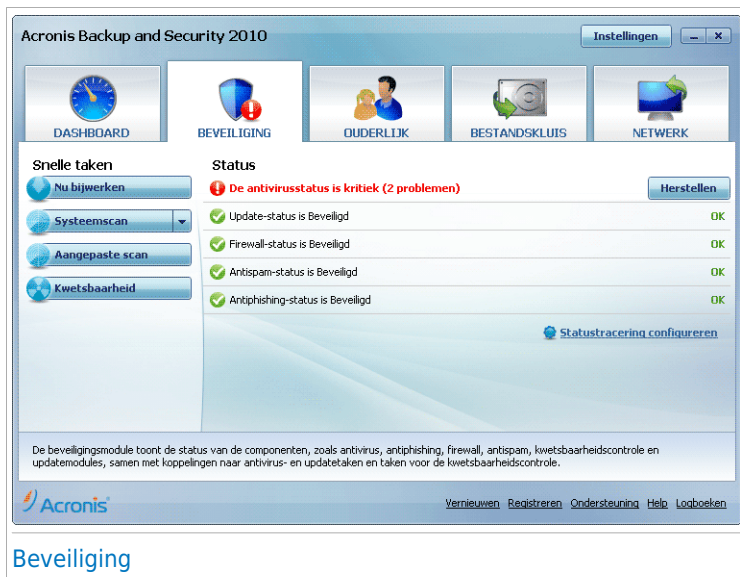 Acronis Backup and Security 2010
Instellingen
DASHBOARD
BEVEILIGING
OUDERLIJK
BESTANDSKLUIS
NETWERK
Snelle taken
Nu bijwerken
Systeemscan
Aangepaste scan
Kwetsbaarheid
Status
De antivirusstatus is kritiek (2 problemen)
Herstellen
Update-status is Beveiligd
OK
Firewall-status is Beveiligd
OK
Antispam-status is Beveiligd
OK
Antiphishing-status is Beveiligd
OK
Statustracering configureren
De beveiligingsmodule toont de status van de componenten, zoals antivirus, antiphishing, firewall, antispam, kwetsbaarheidscontrole en
updatemodules, samen met koppelingen naar antivirus- en updatetaken en taken voor de kwetsbaarheidscontrole.
Acronis
Vernieuwen Registreren Ondersteuning Help Logboeken
Beveiliging